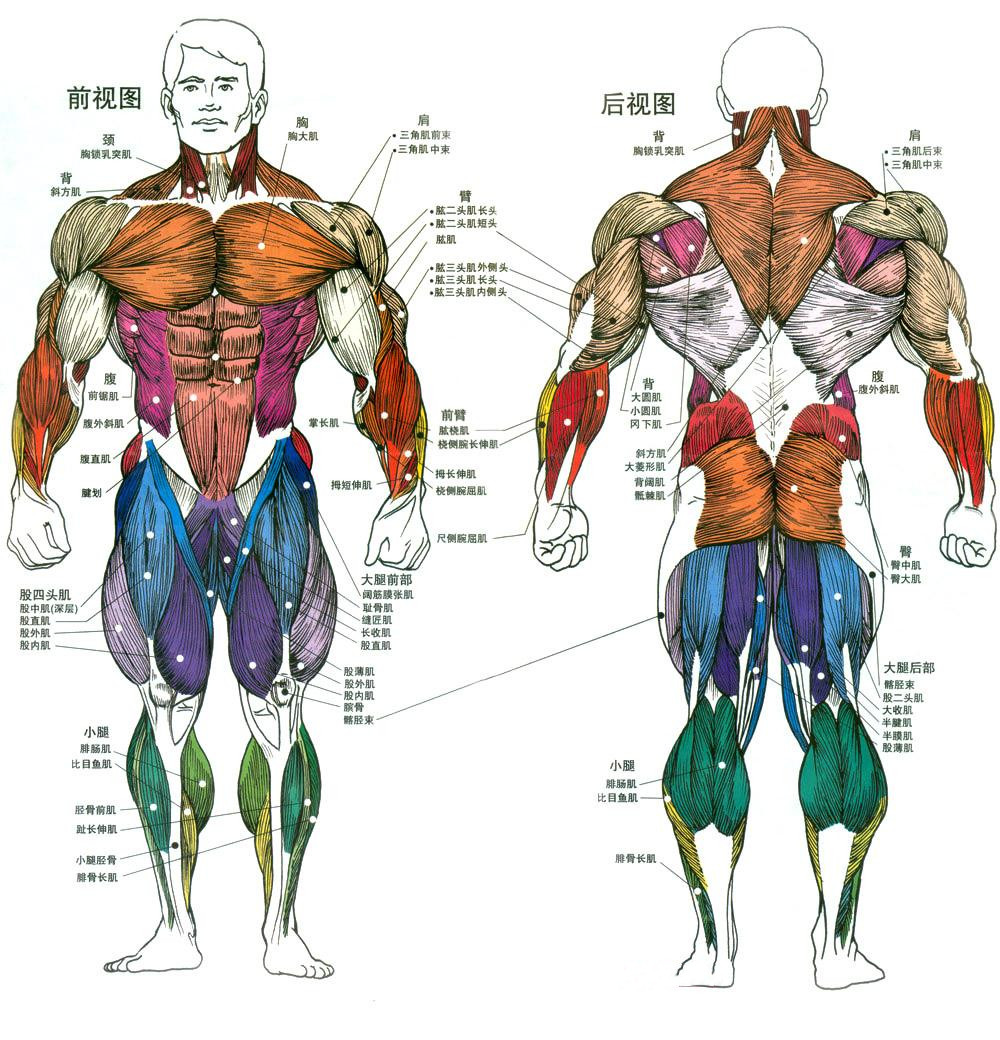 前视图
颈
胸锁乳突肌
背
斜方肌
胸
胸大肌
肩
三角肌前束
三角肌中束
臂
肱二头肌长头
肱二头肌短头
肱肌
肱三头肌外侧头
肱三头肌长头
肱三头肌内侧头
腹
前锯肌
腹外斜肌
腹直肌
腱划
前臂
肱桡肌
桡侧腕长伸肌
掌长肌
拇长伸肌
拇短伸肌
桡侧腕屈肌
尺侧腕屈肌
股四头肌
股中肌(深层)
股直肌
股外肌
股内肌
大腿前部
阔筋膜张肌
耻骨肌
缝匠肌
长收肌
股直肌
股薄肌
股外肌
股内肌
膑骨
髂胫束
小腿
腓肠肌
比目鱼肌
胫骨前肌
趾长伸肌
小腿胫骨
腓骨长肌
后视图
背
胸锁乳突肌
肩
三角肌后束
三角肌中束
背
大圆肌
小圆肌
冈下肌
斜方肌
大菱形肌
背阔肌
骶棘肌
腹
腹外斜肌
臀
臀中肌
臀大肌
大腿后部
髂胫束
股二头肌
大收肌
半腱肌
半膜肌
股薄肌
小腿
腓肠肌
比目鱼肌
腓骨长肌